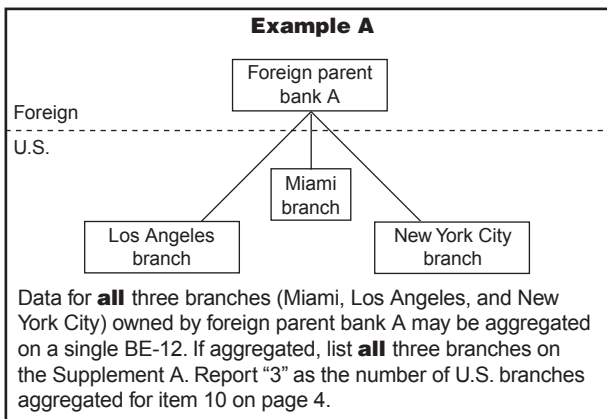 Example A
Foreign parent
bank A
Foreign
U.S.
Miami
branch
Los Angeles
branch
New York City
branch
Data for all three branches (Miami, Los Angeles, and New
York City) owned by foreign parent bank A may be aggregated
on a single BE-12. If aggregated, list all three branches on
the Supplement A. Report “3” as the number of U.S. branches
aggregated for item 10 on page 4.